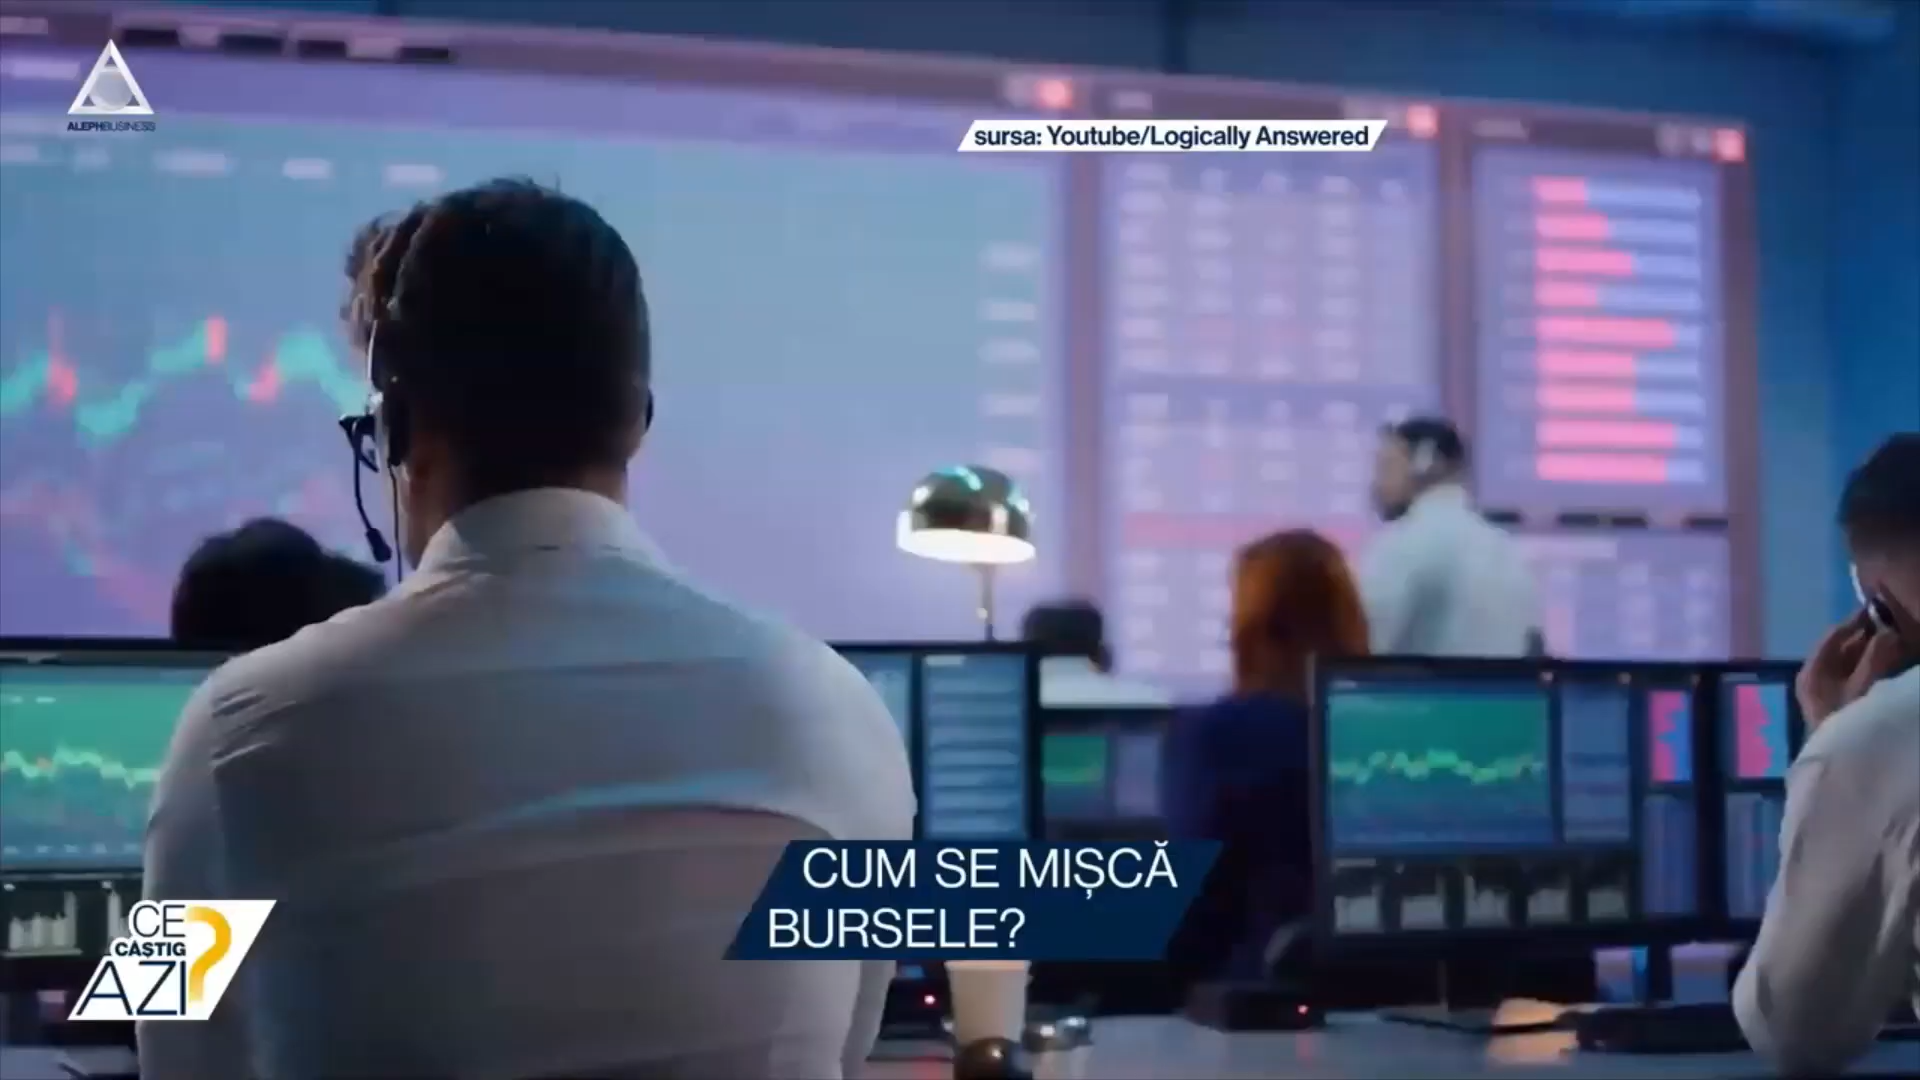 ALEPHBUSINESS
sursa: Youtube/Logically Answered
CUM SE MIȘCĂ
BURSELE?
CE
CÂȘTIG
AZI?